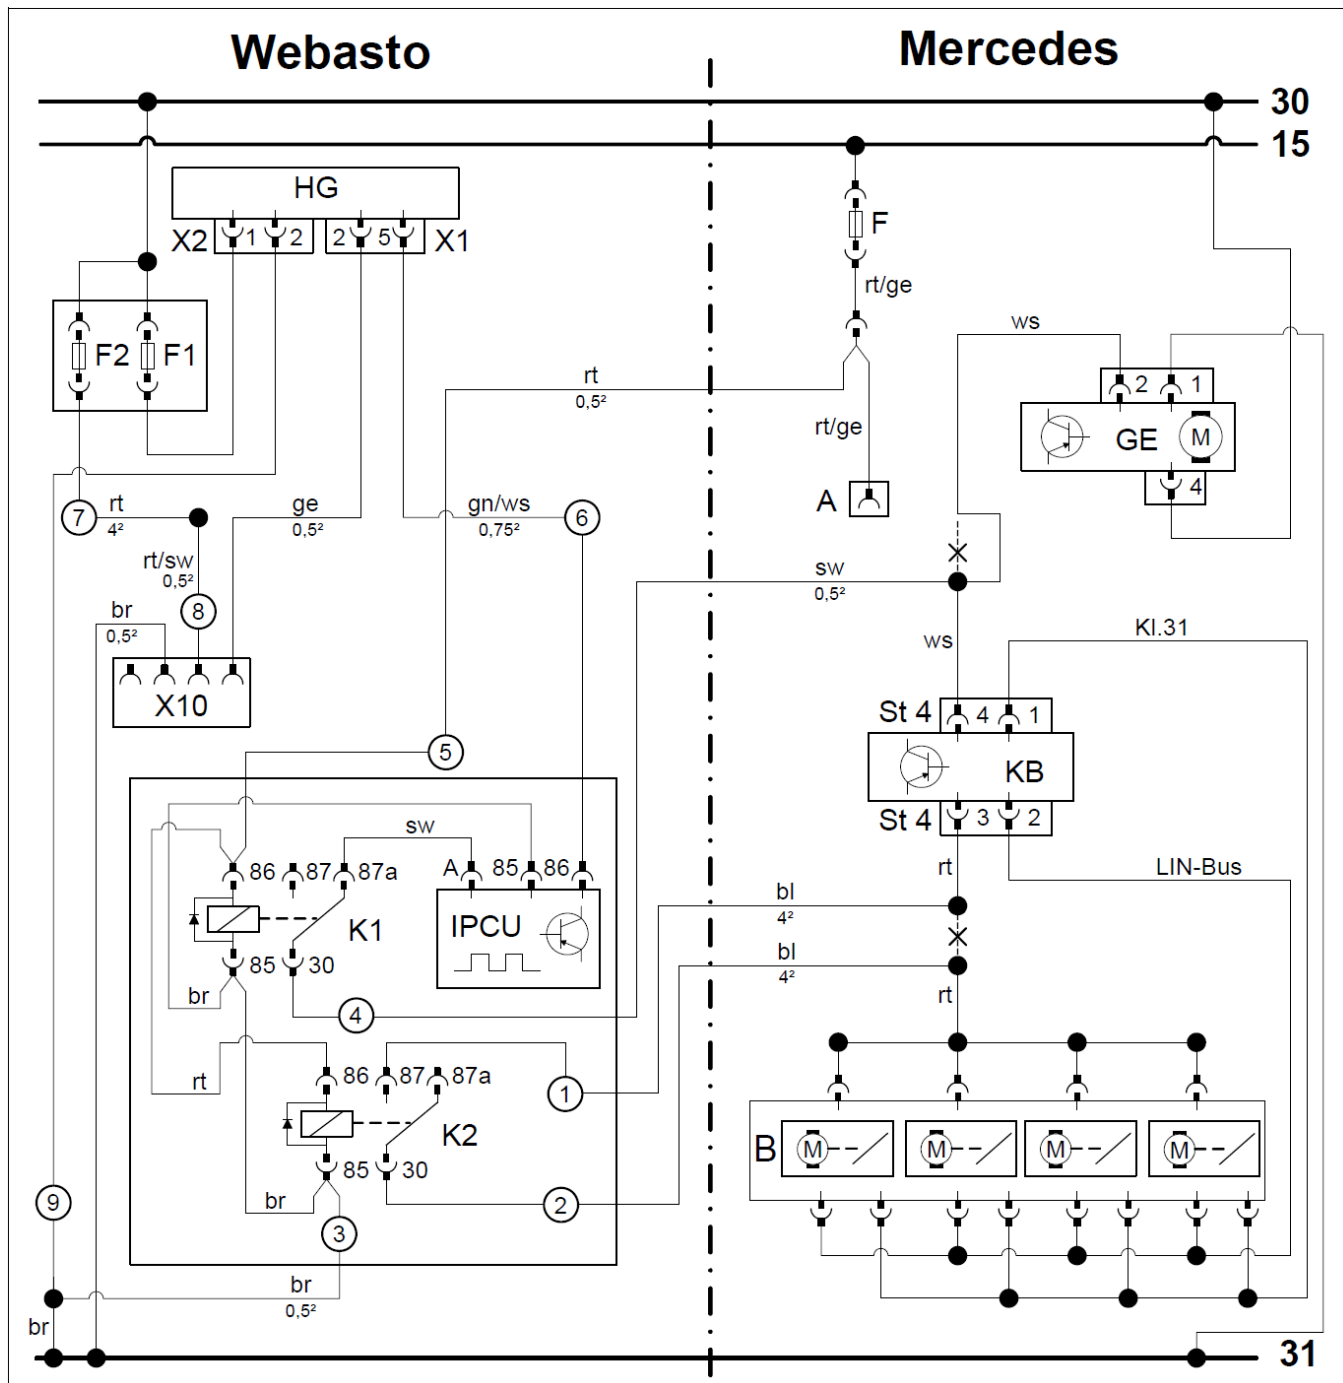 Webasto
Mercedes
30
15
HG
X2 1 2 2 5 X1
F
rt/ge
F2 F1
ws
rt
0,5²
2 1
rt/ge
GE M
A
4
7 rt
4²
ge
0,5²
gn/ws
0,75²
6
rt/sw
0,5²
sw
0,5²
br
0,5²
8
ws
Kl.31
X10
St 4 4 1
5
KB
St 4 3 2
sw
86 87 87a
A 85 86
rt
LIN-Bus
K1
IPCU
bl
4²
85 30
bl
4²
br
4
rt
rt
86 87 87a
1
K2
B M M M M
85 30
br
9
3
2
br
0,5²
br
31